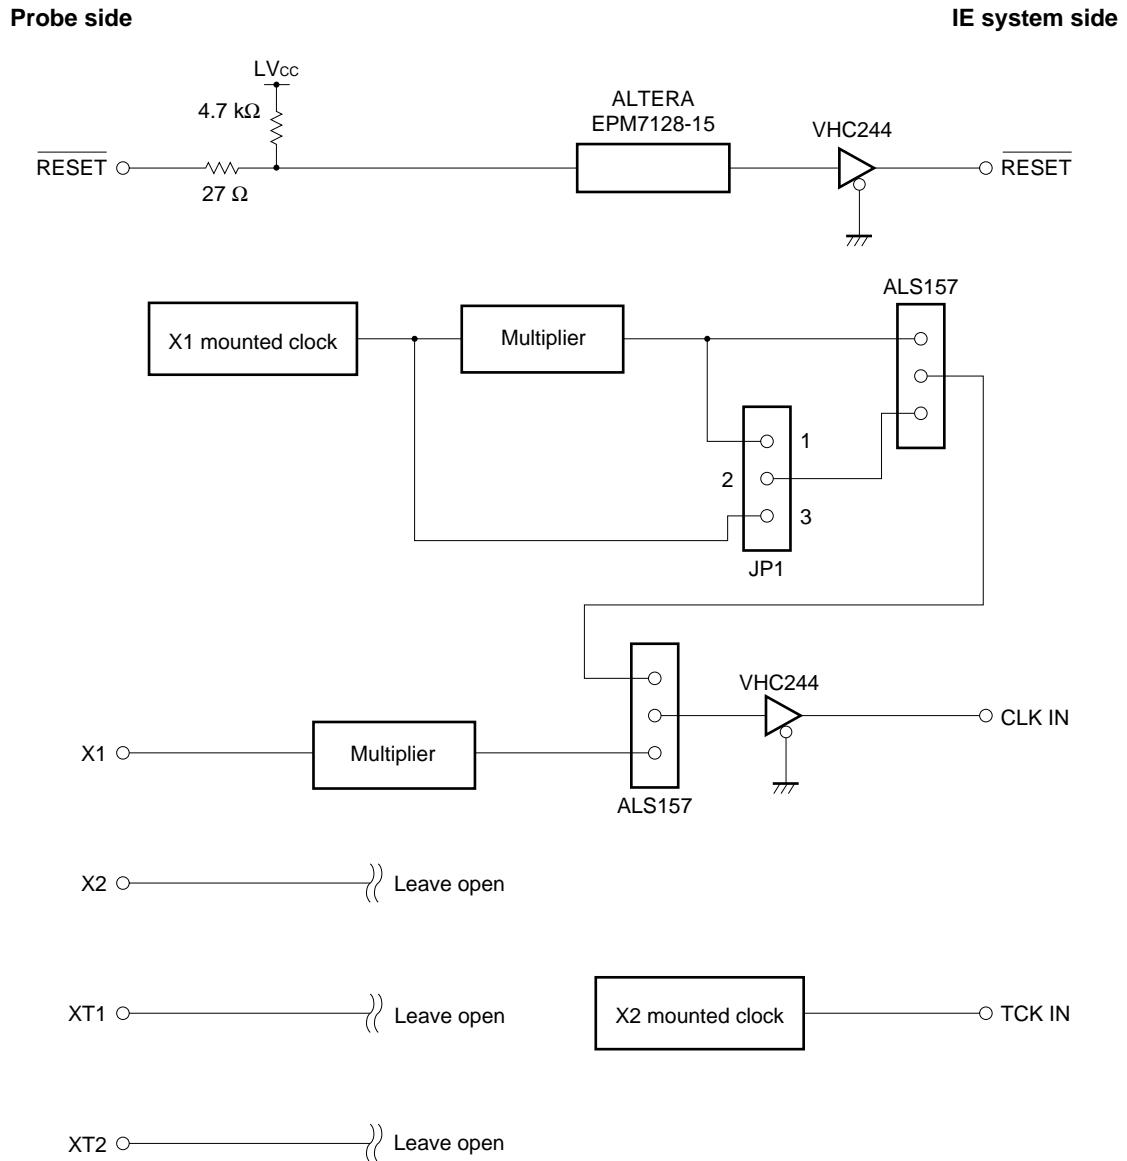 Probe side
IE system side
LVCC
4.7 kΩ
ALTERA
EPM7128-15
VHC244
RESET
RESET
27 Ω
ALS157
X1 mounted clock
Multiplier
1
2
3
JP1
VHC244
X1
Multiplier
CLK IN
ALS157
X2
Leave open
XT1
Leave open
X2 mounted clock
TCK IN
XT2
Leave open